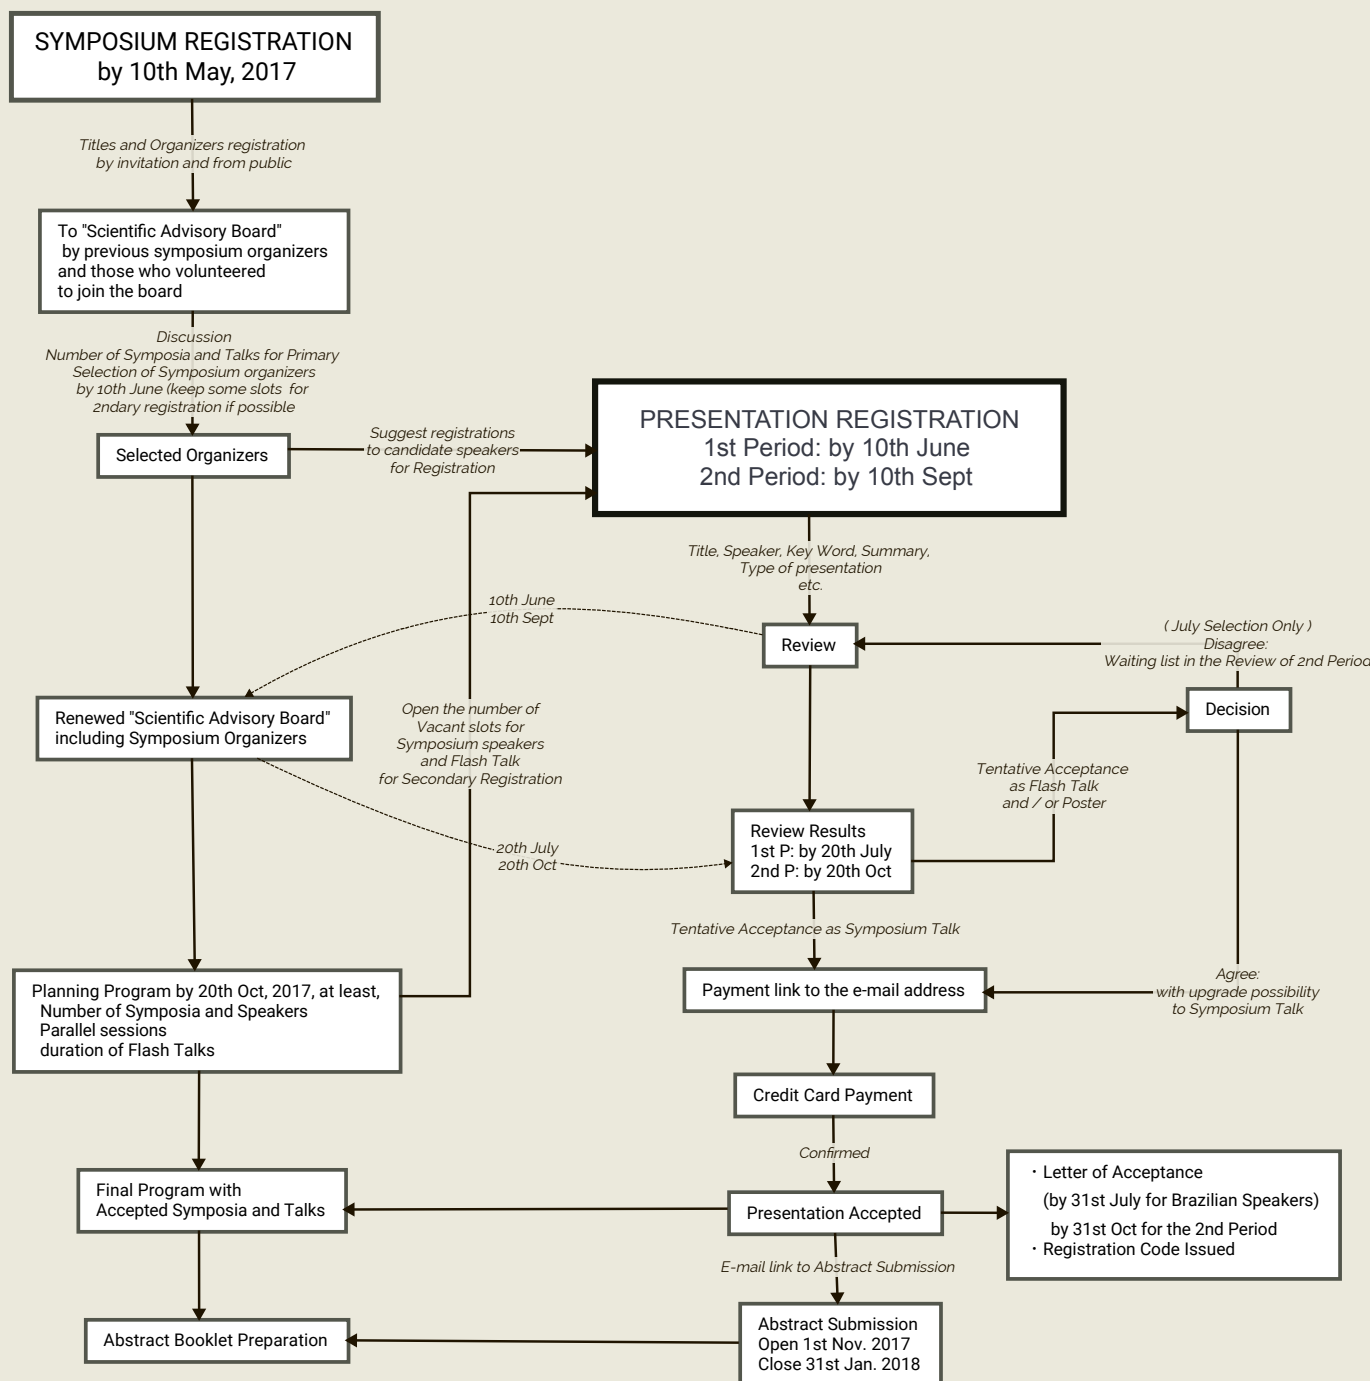 SYMPOSIUM REGISTRATION
by 10th May, 2017
Titles and Organizers registration
by invitation and from public
To "Scientific Advisory Board"
by previous symposium organizers
and those who volunteered
to join the board
Discussion
Number of Symposia and Talks for Primary
Selection of Symposium organizers
by 10th June (keep some slots for
2ndary registration if possible
Selected Organizers
Suggest registrations
to candidate speakers
for Registration
PRESENTATION REGISTRATION
1st Period: by 10th June
2nd Period: by 10th Sept
Title, Speaker, Key Word, Summary,
Type of presentation
etc.
10th June
10th Sept
Review
( July Selection Only )
Disagree:
Waiting list in the Review of 2nd Period
Renewed "Scientific Advisory Board"
including Symposium Organizers
Open the number of
Vacant slots for
Symposium speakers
and Flash Talk
for Secondary Registration
Decision
Tentative Acceptance
as Flash Talk
and / or Poster
20th July
20th Oct
Review Results
1st P: by 20th July
2nd P: by 20th Oct
Tentative Acceptance as Symposium Talk
Planning Program by 20th Oct, 2017, at least,
Number of Symposia and Speakers
Parallel sessions
duration of Flash Talks
Payment link to the e-mail address
Agree:
with upgrade possibility
to Symposium Talk
Credit Card Payment
Confirmed
Final Program with
Accepted Symposia and Talks
Presentation Accepted
・Letter of Acceptance
(by 31st July for Brazilian Speakers)
by 31st Oct for the 2nd Period
・Registration Code Issued
E-mail link to Abstract Submission
Abstract Booklet Preparation
Abstract Submission
Open 1st Nov. 2017
Close 31st Jan. 2018